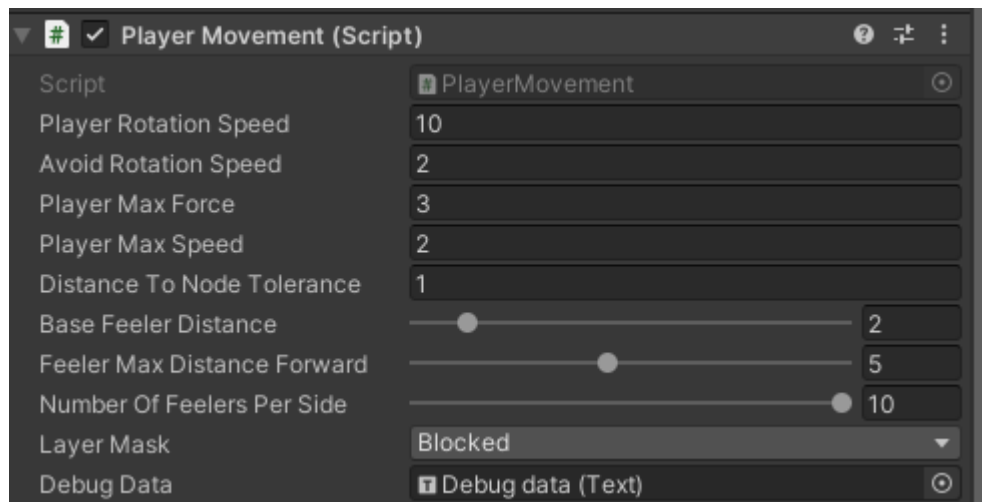 # Player Movement (Script)
Script # PlayerMovement
Player Rotation Speed 10
Avoid Rotation Speed 2
Player Max Force 3
Player Max Speed 2
Distance To Node Tolerance 1
Base Feeler Distance 2
Feeler Max Distance Forward 5
Number Of Feelers Per Side 10
Layer Mask Blocked
Debug Data T Debug data (Text)